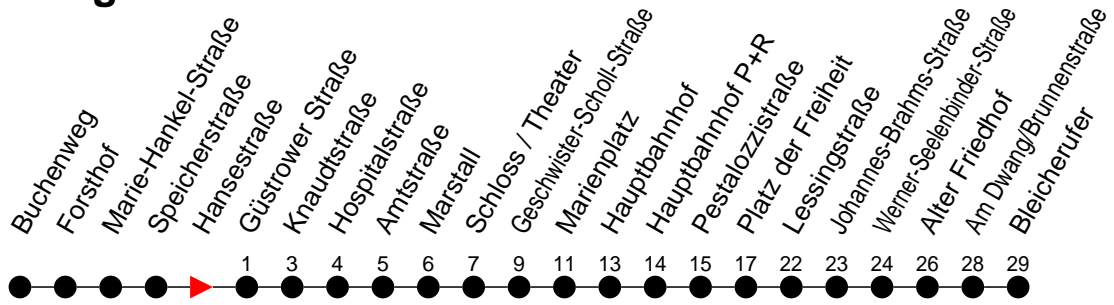 Buchenweg
Forsthof
Marie-Hankel-Straße
Speicherstraße
Hansestraße
Güstrower Straße
Knaudtstraße
Hospitalstraße
Amtstraße
Marstall
Schloss / Theater
Geschwister-Scholl-Straße
Marienplatz
Hauptbahnhof
Hauptbahnhof P+R
Pestalozzistraße
Platz der Freiheit
Lessingstraße
Johannes-Brahms-Straße
Werner-Seelenbinder-Straße
Alter Friedhof
Am Dwang/Brunnenstraße
Bleicherufer
1 3 4 5 6 7 9 11 13 14 15 17 22 23 24 26 28 29